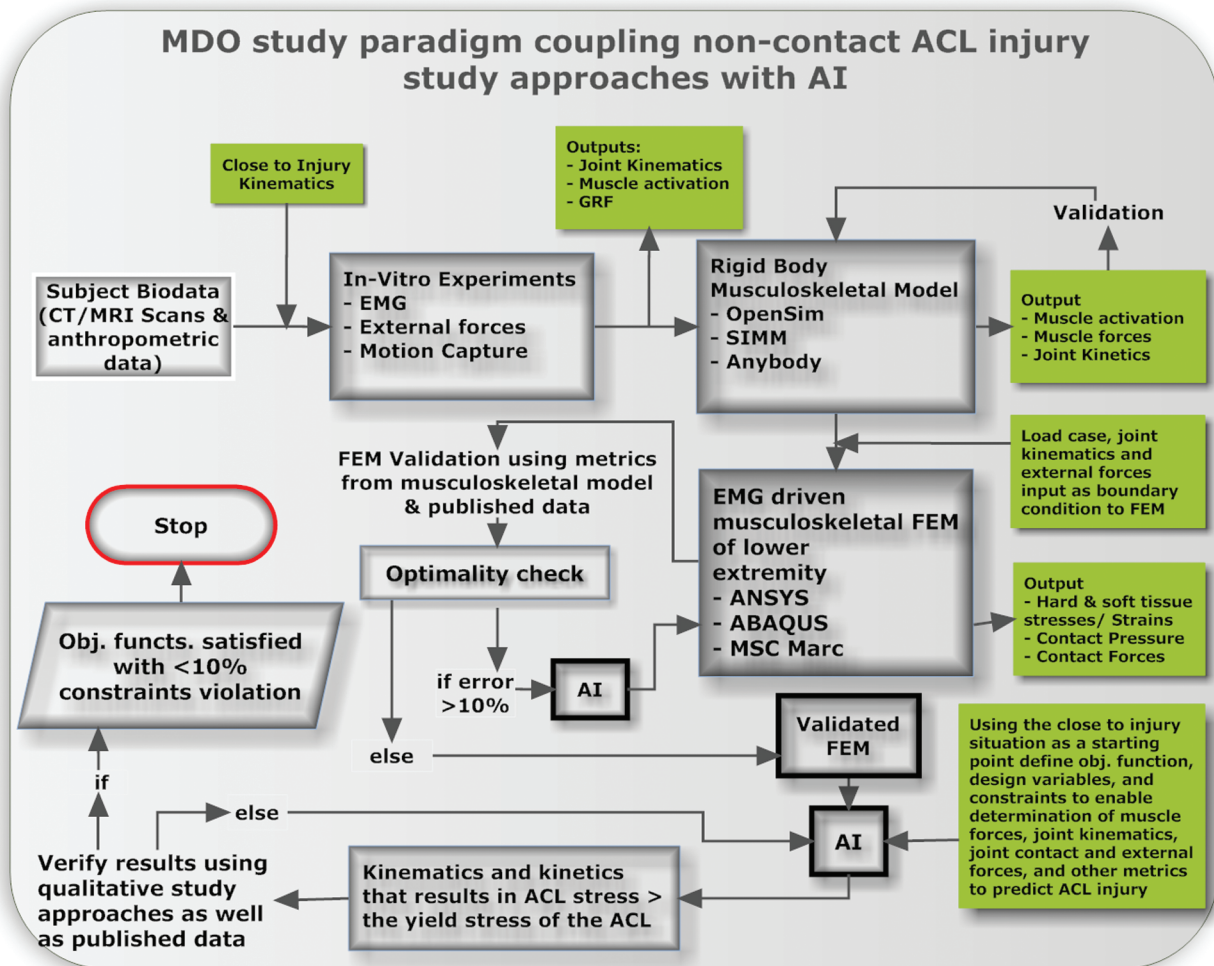 MDO study paradigm coupling non-contact ACL injury
study approaches with AI
Close to Injury
Kinematics
Outputs:
- Joint Kinematics
- Muscle activation
- GRF
Validation
Subject Biodata
(CT/MRI Scans &
anthropometric
data)
In-Vitro Experiments
- EMG
- External forces
- Motion Capture
Rigid Body
Musculoskeletal Model
- OpenSim
- SIMM
- Anybody
Output
- Muscle activation
- Muscle forces
- Joint Kinetics
Load case, joint
kinematics and
external forces
input as boundary
condition to FEM
FEM Validation using metrics
from musculoskeletal model
& published data
EMG driven
musculoskeletal FEM
of lower
extremity
- ANSYS
- ABAQUS
- MSC Marc
Stop
Optimality check
Output
- Hard & soft tissue
stresses/ Strains
- Contact Pressure
- Contact Forces
Obj. functs. satisfied
with <10%
constraints violation
if error
>10%
AI
else
Validated
FEM
Using the close to injury
situation as a starting
point define obj. function,
design variables, and
constraints to enable
determination of muscle
forces, joint kinematics,
joint contact and external
forces, and other metrics
to predict ACL injury
if
else
AI
Verify results using
qualitative study
approaches as well
as published data
Kinematics and kinetics
that results in ACL stress >
the yield stress of the ACL